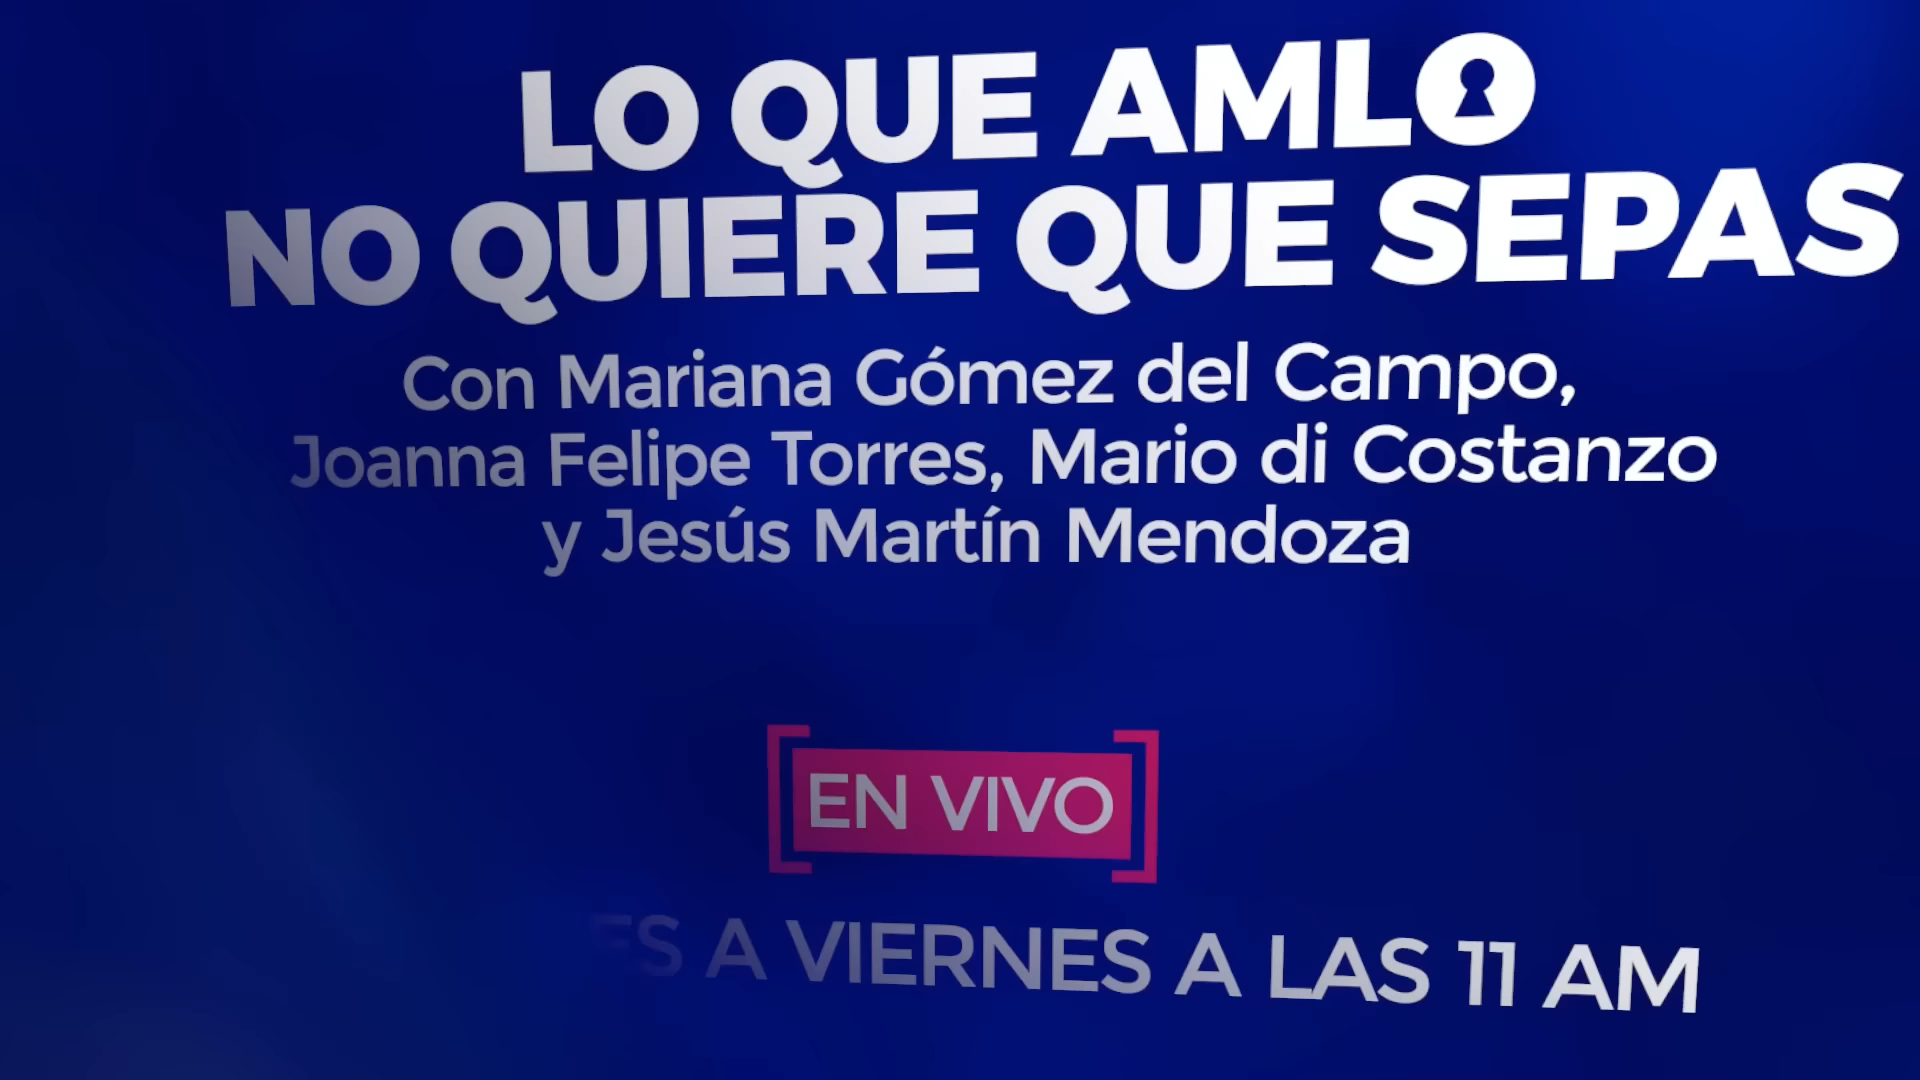 LO QUE AMLO
NO QUIERE QUE SEPAS
Con Mariana Gómez del Campo,
Joanna Felipe Torres, Mario di Costanzo
y Jesús Martín Mendoza
EN VIVO
A VIERNES A LAS 11 AM